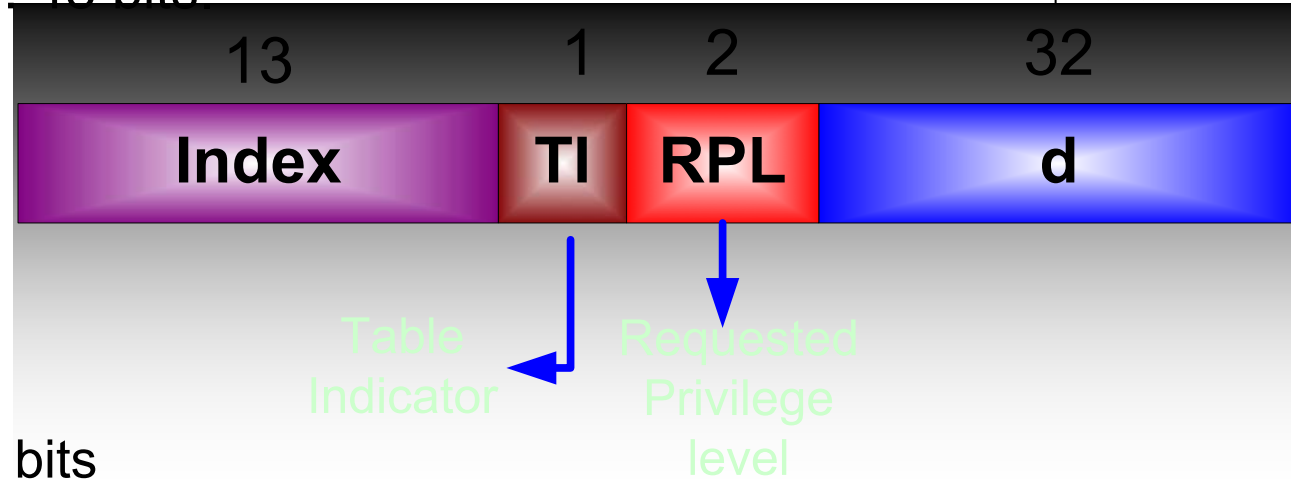 13 1 2 32
Index TI RPL d
Table Requested
Indicator Privilege
level
bits